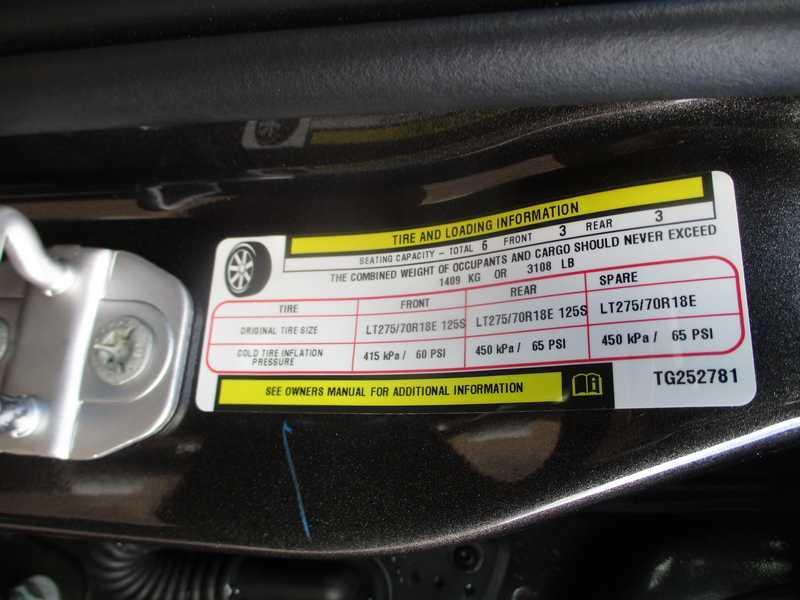 TIRE AND LOADING INFORMATION
SEATING CAPACITY - TOTAL 6 FRONT 3 REAR 3
THE COMBINED WEIGHT OF OCCUPANTS AND CARGO SHOULD NEVER EXCEED
1409 KG OR 3108 LB
TIRE FRONT REAR SPARE
ORIGINAL TIRE SIZE LT275/70R18E 125S LT275/70R18E 125S LT275/70R18E
COLD TIRE INFLATION PRESSURE 415 kPa / 60 PSI 450 kPa / 65 PSI 450 kPa / 65 PSI
SEE OWNERS MANUAL FOR ADDITIONAL INFORMATION
TG252781